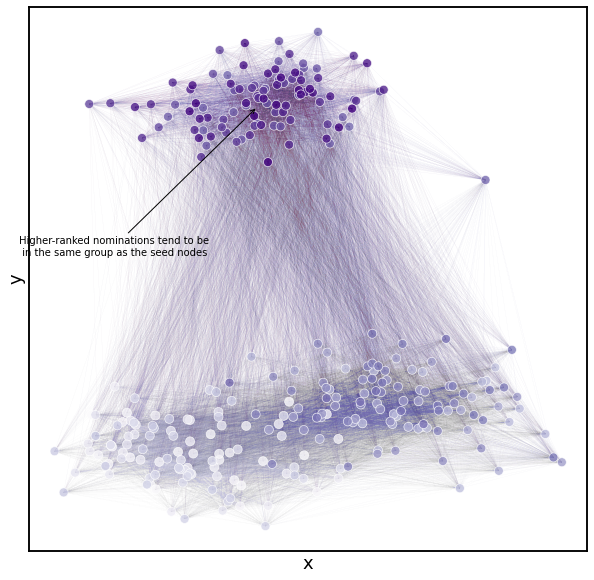 Higher-ranked nominations tend to be
in the same group as the seed nodes
y
x